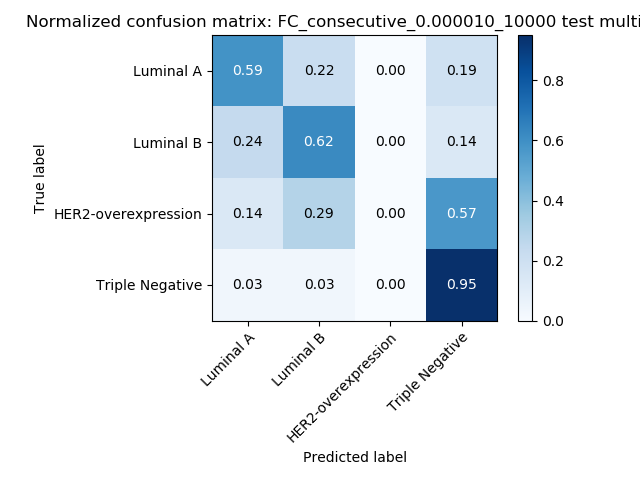 Normalized confusion matrix: FC_consecutive_0.000010_10000 test multi
Luminal A 0.59 0.22 0.00 0.19
Luminal B 0.24 0.62 0.00 0.14
HER2-overexpression 0.14 0.29 0.00 0.57
Triple Negative 0.03 0.03 0.00 0.95
True label
Luminal A
Luminal B
HER2-overexpression
Triple Negative
Predicted label
0.8
0.6
0.4
0.2
0.0